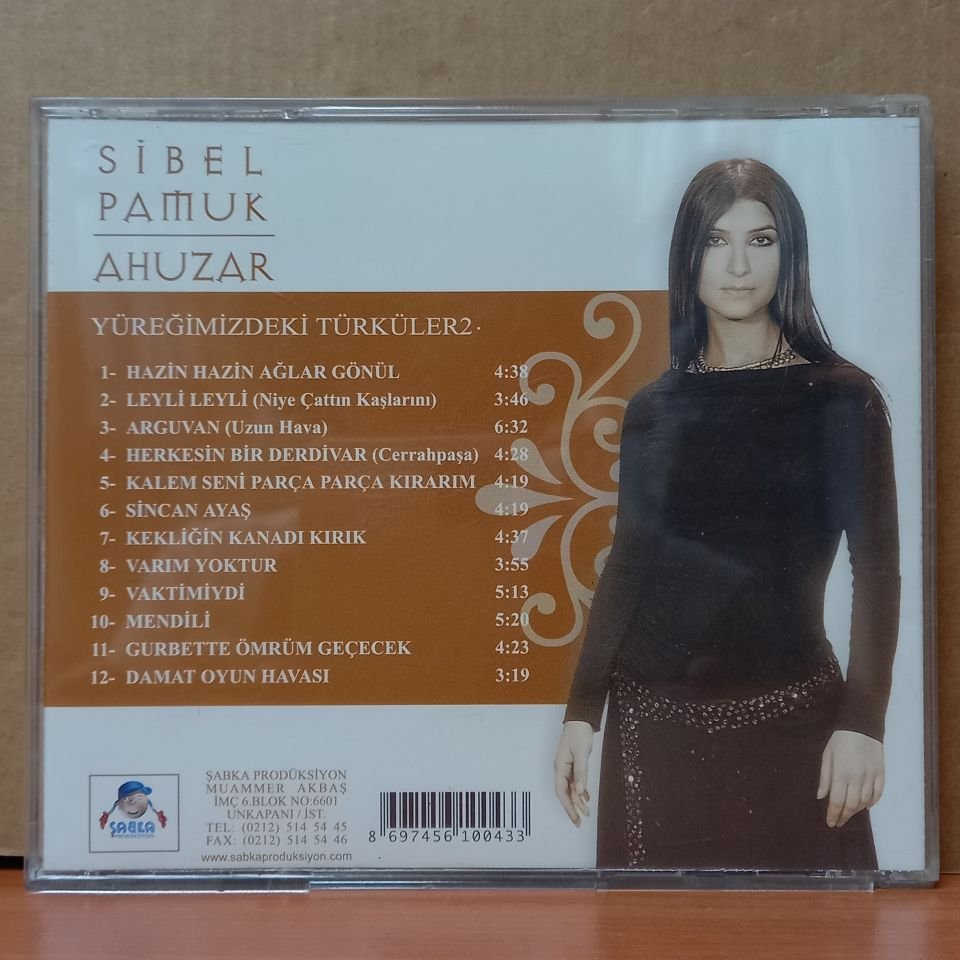 SİBEL
PAMUK
AHUZAR
YÜREĞİMİZDEKİ TÜRKÜLER2.
1- HAZİN HAZİN AĞLAR GÖNÜL 4:38
2- LEYLİ LEYLİ (Niye Çattın Kaşlarını) 3:46
3- ARGUVAN (Uzun Hava) 6:32
4- HERKESİN BİR DERDİVAR (Cerrahpaşa) 4:28
5- KALEM SENİ PARÇA PARÇA KIRARIM 4:19
6- SİNCAN AYAŞ 4:19
7- KEKLİĞİN KANADI KIRIK 4:37
8- VARIM YOKTUR 3:55
9- VAKTİMİYDİ 5:13
10- MENDİLİ 5:20
11- GURBETTE ÖMRÜM GEÇECEK 4:23
12- DAMAT OYUN HAVASI 3:19
ŞABKA
ŞABKA PRODÜKSİYON
MUAMMER AKBAŞ
İMÇ 6.BLOK NO:6601
UNKAPANI / İST.
TEL: (0212) 514 54 45
FAX: (0212) 514 54 46
www.sabkaproduksiyon.com
8 697456 100433